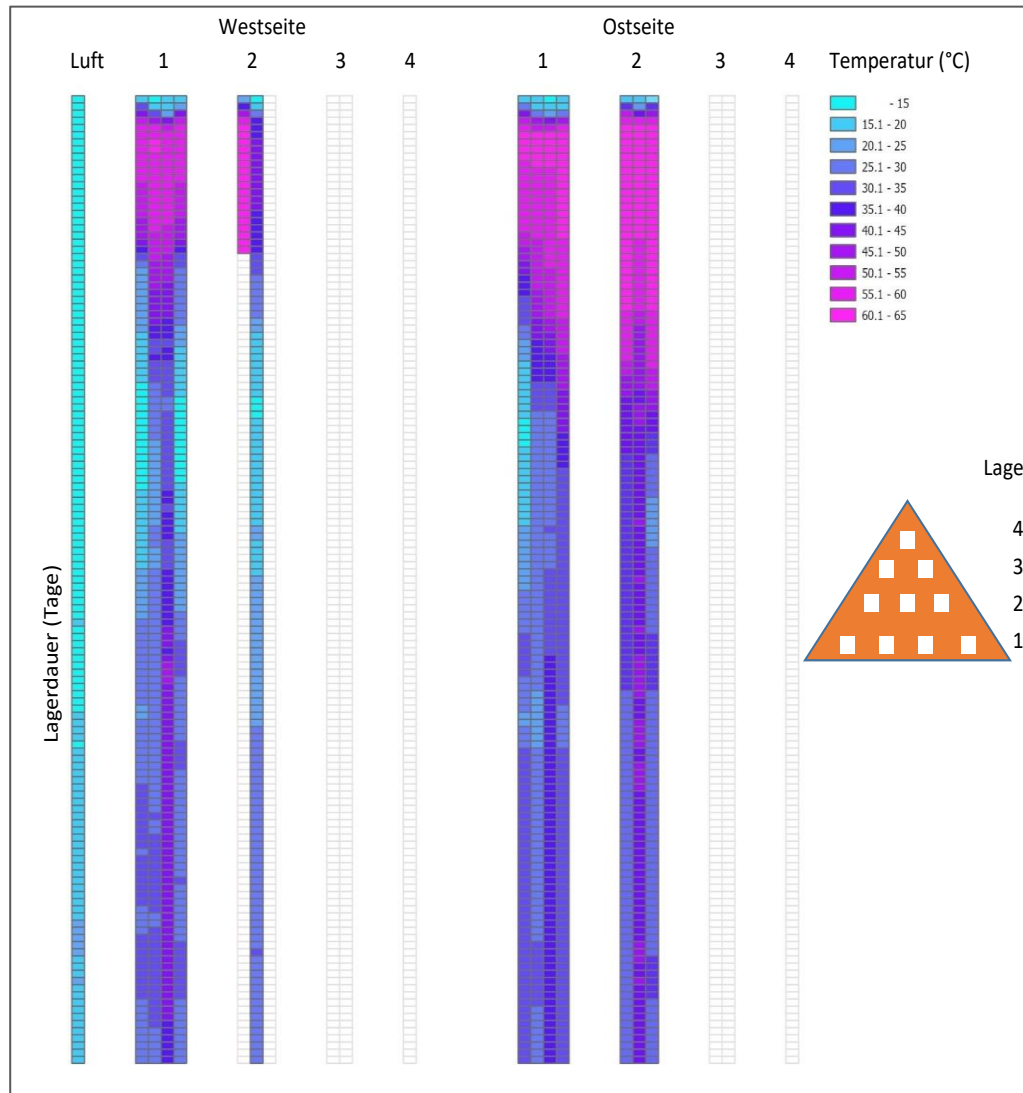 Westseite Ostseite
Luft 1 2 3 4 1 2 3 4 Temperatur (°C)
- 15
15.1 - 20
20.1 - 25
25.1 - 30
30.1 - 35
35.1 - 40
40.1 - 45
45.1 - 50
50.1 - 55
55.1 - 60
60.1 - 65
Lage
4
3
2
1
Lagerdauer (Tage)